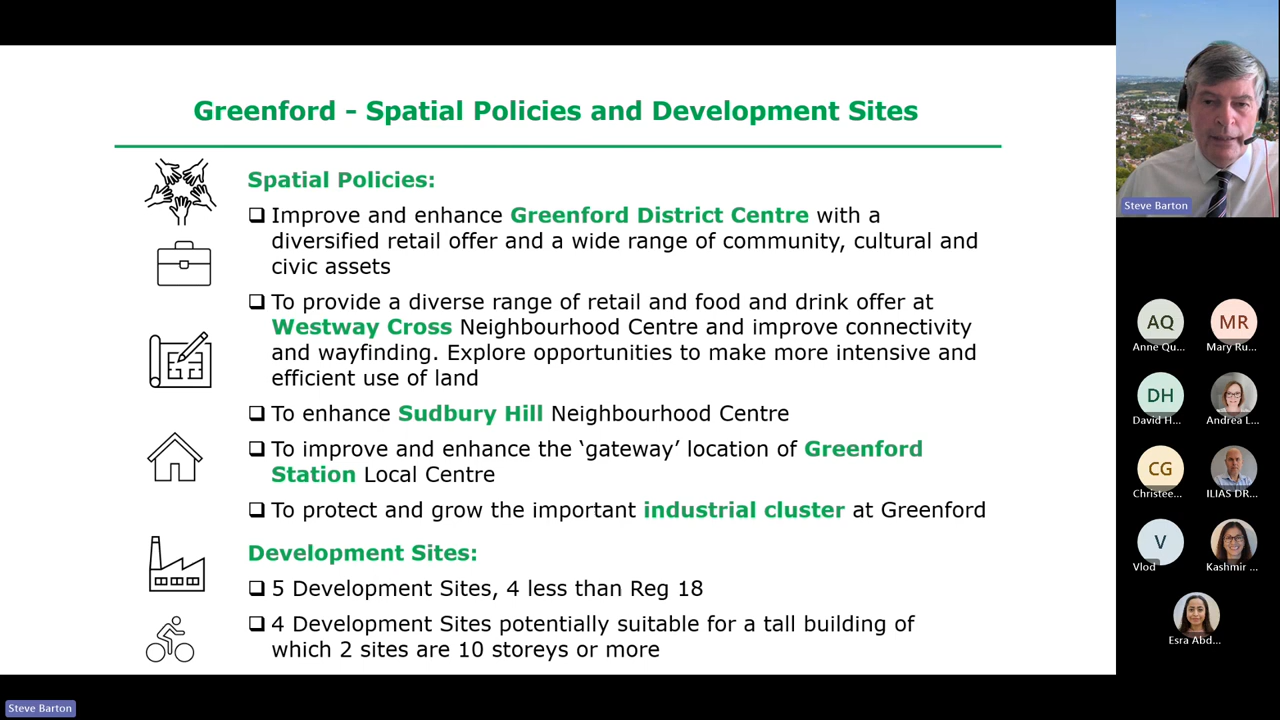 Greenford - Spatial Policies and Development Sites
Spatial Policies:
Improve and enhance Greenford District Centre with a
diversified retail offer and a wide range of community, cultural and
civic assets
To provide a diverse range of retail and food and drink offer at
Westway Cross Neighbourhood Centre and improve connectivity
and wayfinding. Explore opportunities to make more intensive and
efficient use of land
To enhance Sudbury Hill Neighbourhood Centre
To improve and enhance the ‘gateway’ location of Greenford
Station Local Centre
To protect and grow the important industrial cluster at Greenford
Development Sites:
5 Development Sites, 4 less than Reg 18
4 Development Sites potentially suitable for a tall building of
which 2 sites are 10 storeys or more
Steve Barton
AQ
Anne Qu...
MR
Mary Ru...
DH
David H...
Andrea L...
CG
Christee...
ILIAS DR...
V
Vlod
Kashmir ...
Esra Abd...
Steve Barton